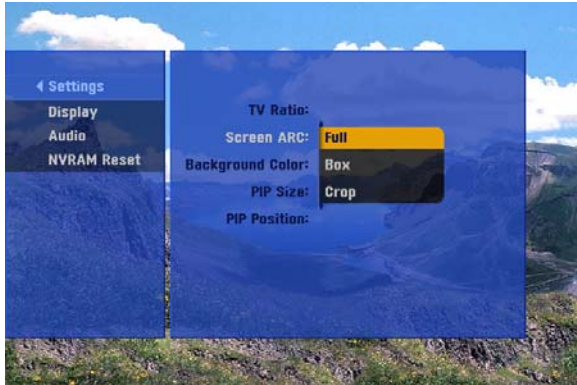 Settings
Display
Audio
NVRAM Reset
TV Ratio:
Screen ARC: Full
Background Color: Box
PIP Size: Crop
PIP Position: